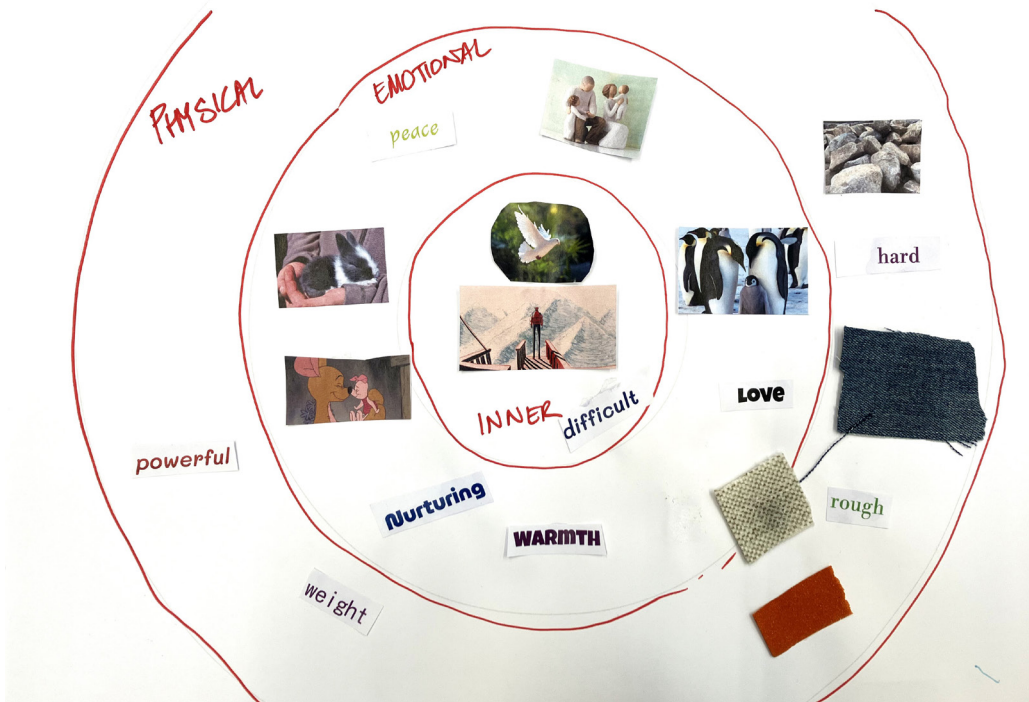 PHYSICAL
EMOTIONAL
peace
hard
LOVE
INNER
difficult
powerful
Nurturing
rough
WARMTH
weight